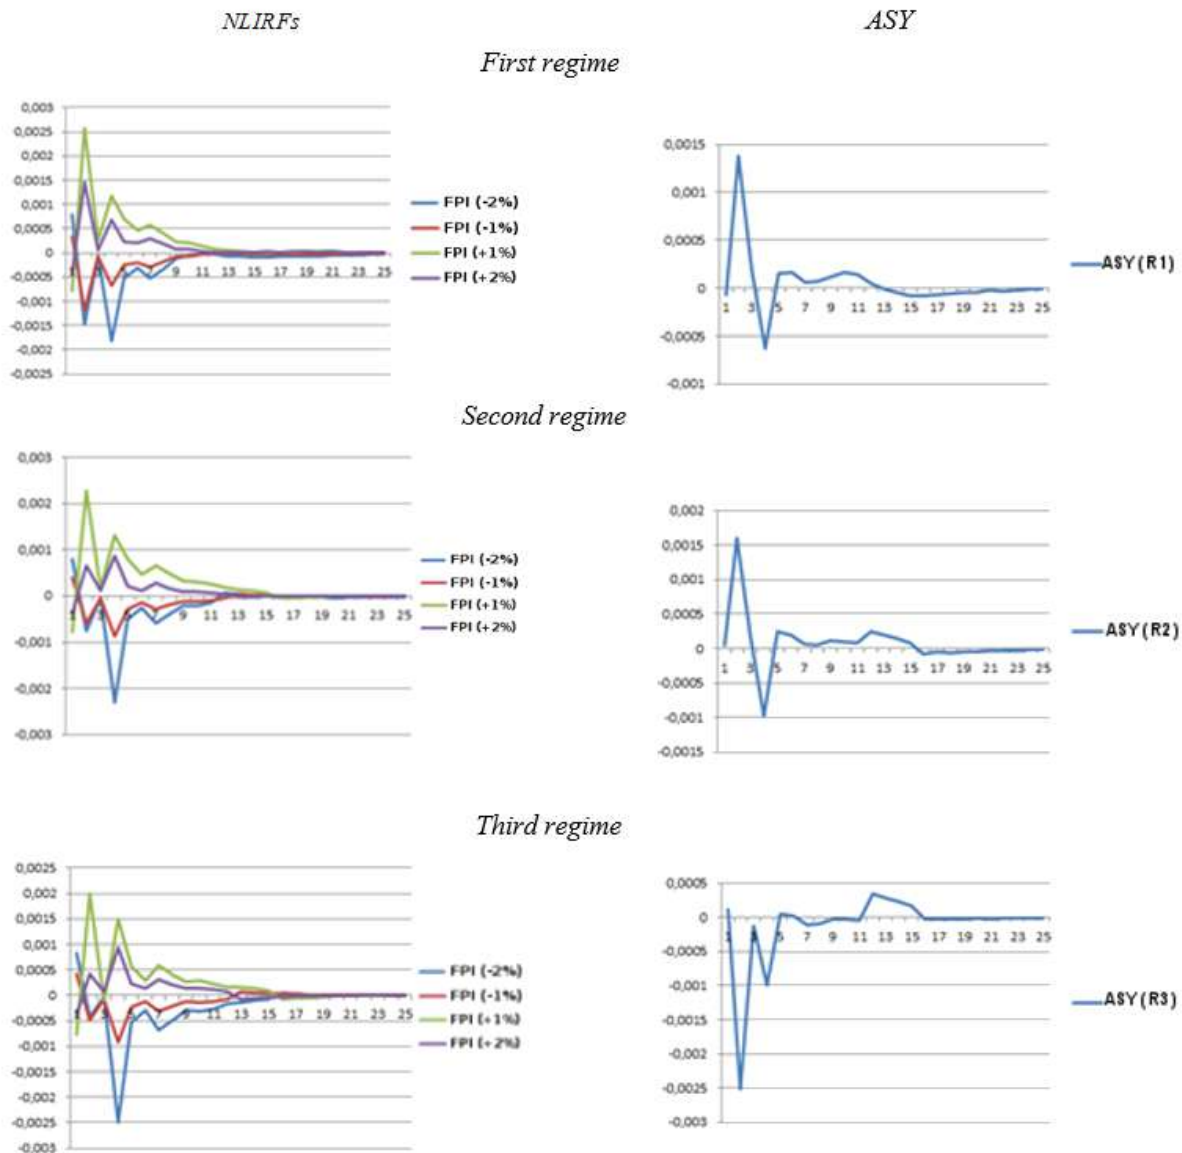 NLIRFs
ASY
First regime
0,003
0,0025
0,002
0,0015
0,001
0,0005
0
-0,0005
-0,001
-0,0015
-0,002
-0,0025
9 11 13 15 17 19 21 23 25
FPI (-2%)
FPI (-1%)
FPI (+1%)
FPI (+2%)
0,0015
0,001
0,0005
0
-0,0005
-0,001
1 3 5 7 9 11 13 15 17 19 21 23 25
ASY(R1)
Second regime
0,003
0,002
0,001
0
-0,001
-0,002
-0,003
9 11 13 15 17 19 21 23 25
FPI (-2%)
FPI (-1%)
FPI (+1%)
FPI (+2%)
0,002
0,0015
0,001
0,0005
0
-0,0005
-0,001
-0,0015
1 3 5 7 9 11 13 15 17 19 21 23 25
ASY(R2)
Third regime
0,0025
0,002
0,0015
0,001
0,0005
0
-0,0005
-0,001
-0,0015
-0,002
-0,0025
-0,003
9 11 13 15 17 19 21 23 25
FPI (-2%)
FPI (-1%)
FPI (+1%)
FPI (+2%)
0,0005
0
-0,0005
-0,001
-0,0015
-0,002
-0,0025
-0,003
1 3 5 7 9 11 13 15 17 19 21 23 25
ASY(R3)